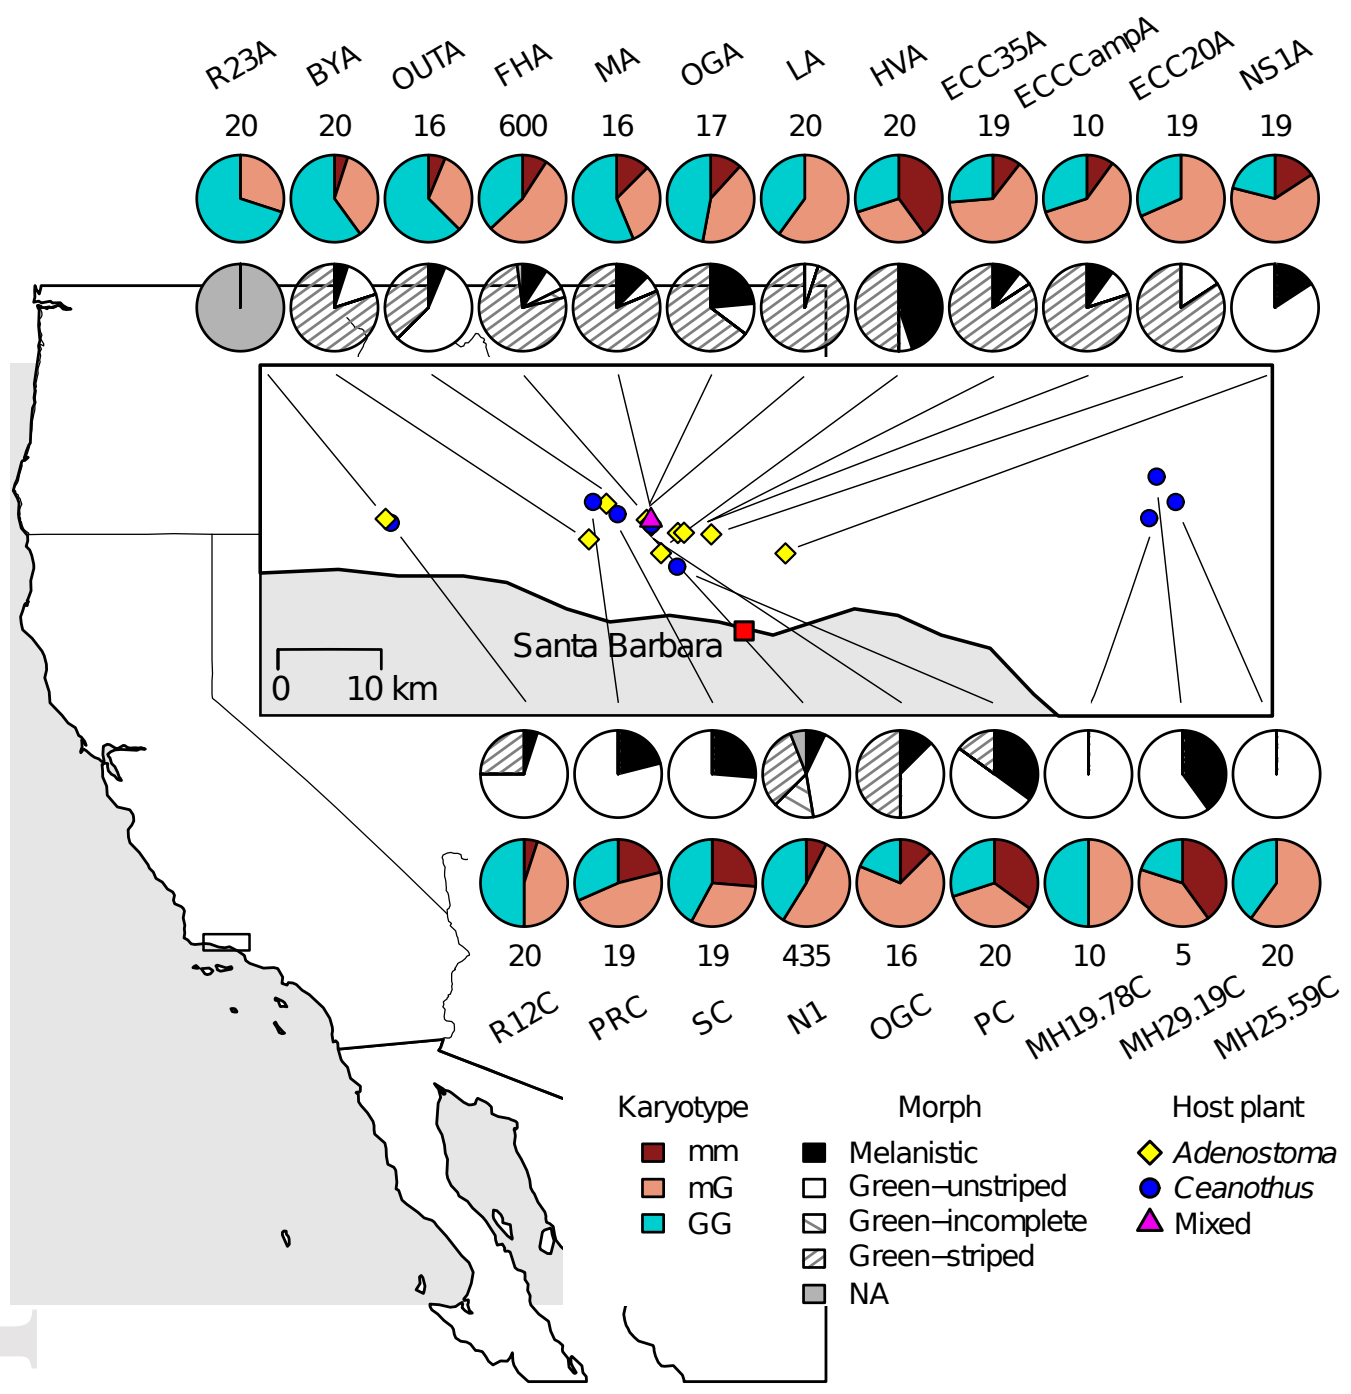 R23A BYA OUTA FHA MA OGA LA HVA ECC35A ECCCampA ECC20A NS1A
20 20 16 600 16 17 20 20 19 10 19 19
Santa Barbara
0 10 km
20 19 19 435 16 20 10 5 20
R12C PRC SC N1 OGC PC MH19.78C MH29.19C MH25.59C
Karyotype Morph Host plant
mm Melanistic Adenostoma
mG Green−unstriped Ceanothus
GG Green−incomplete Mixed
Green−striped
NA